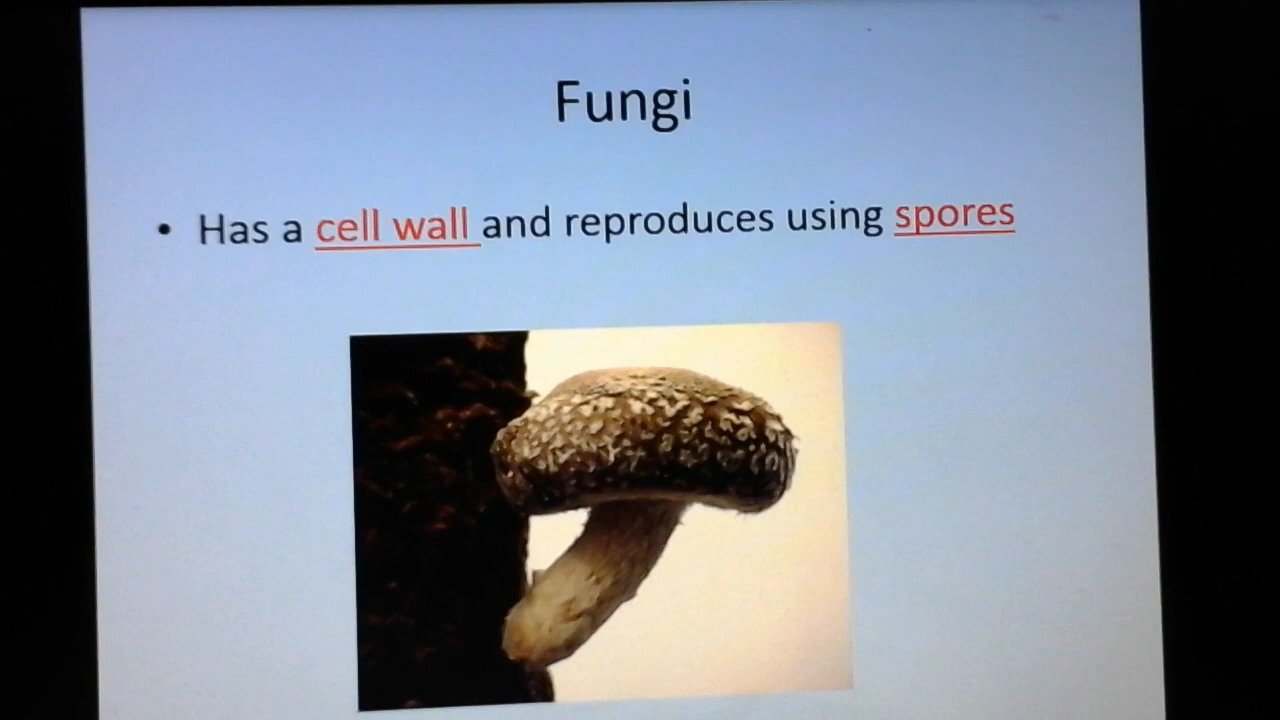 Fungi
• Has a cell wall and reproduces using spores